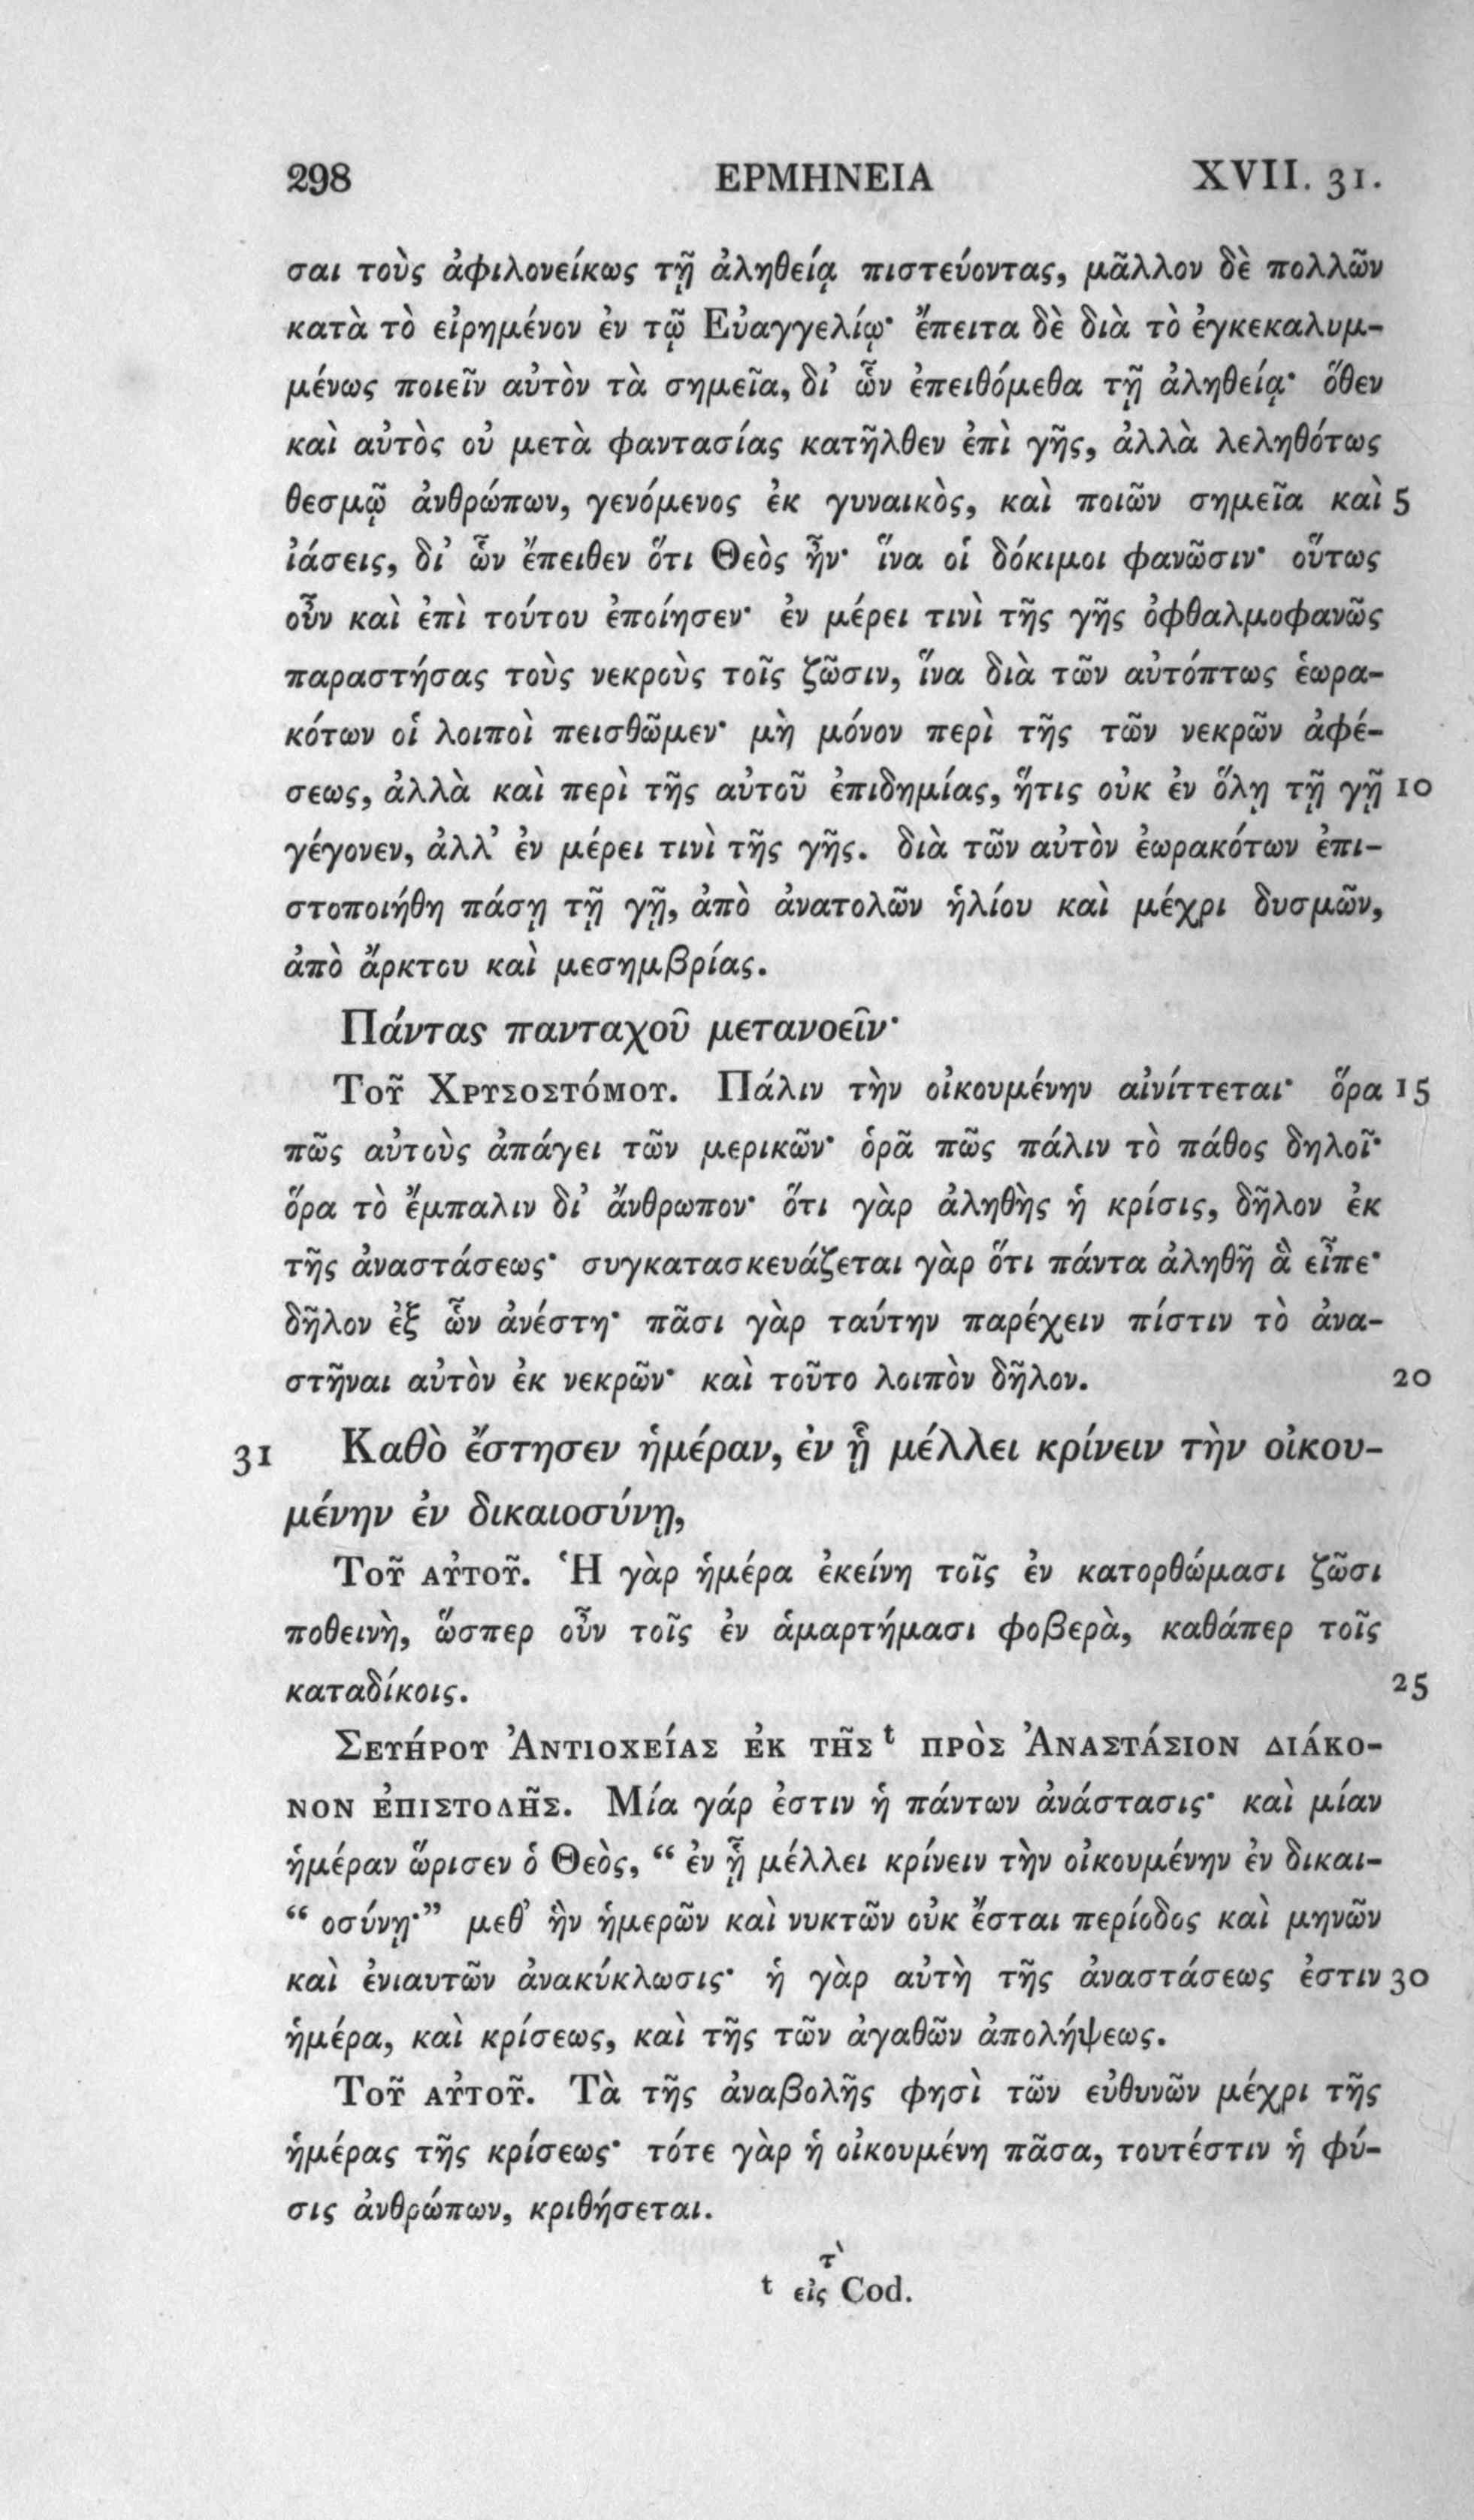 298 ΕΡΜΗΝΕΙΑ XVII. 31.
σαι τοὺς ἀφιλονείκως τῇ ἀληθείᾳ πιστεύοντας, μᾶλλον δὲ πολλῶν
κατὰ τὸ εἰρημένον ἐν τῷ Εὐαγγελίῳ· ἔπειτα δὲ διὰ τὸ ἐγκεκαλυμ-
μένως ποιεῖν αὐτὸν τὰ σημεῖα, δι’ ὧν ἐπειθόμεθα τῇ ἀληθείᾳ· ὅθεν
καὶ αὐτὸς οὐ μετὰ φαντασίας κατῆλθεν ἐπὶ γῆς, ἀλλὰ λεληθότως
θεσμῷ ἀνθρώπων, γενόμενος ἐκ γυναικὸς, καὶ ποιῶν σημεῖα καὶ 5
ἰάσεις, δι’ ὧν ἔπειθεν ὅτι Θεὸς ἦν· ἵνα οἱ δόκιμοι φανῶσιν· οὕτως
οὖν καὶ ἐπὶ τούτου ἐποίησεν· ἐν μέρει τινὶ τῆς γῆς ὀφθαλμοφανῶς
παραστήσας τοὺς νεκροὺς τοῖς ζῶσιν, ἵνα διὰ τῶν αὐτόπτως ἑωρα-
κότων οἱ λοιποὶ πεισθῶμεν· μὴ μόνον περὶ τῆς τῶν νεκρῶν ἀφέ-
σεως, ἀλλὰ καὶ περὶ τῆς αὐτοῦ ἐπιδημίας, ἥτις οὐκ ἐν ὅλῃ τῇ γῇ 10
γέγονεν, ἀλλ’ ἐν μέρει τινὶ τῆς γῆς. διὰ τῶν αὐτὸν ἑωρακότων ἐπι-
στοποιήθη πάσῃ τῇ γῇ, ἀπὸ ἀνατολῶν ἡλίου καὶ μέχρι δυσμῶν,
ἀπὸ ἄρκτου καὶ μεσημβρίας.
Πάντας πανταχοῦ μετανοεῖν·
Τοῦ Χρυσοστόμου. Πάλιν τὴν οἰκουμένην αἰνίττεται· ὅρα 15
πῶς αὐτοὺς ἀπάγει τῶν μερικῶν· ὁρᾶ πῶς πάλιν τὸ πάθος δηλοῖ·
ὅρα τὸ ἔμπαλιν δι’ ἄνθρωπον· ὅτι γὰρ ἀληθὴς ἡ κρίσις, δῆλον ἐκ
τῆς ἀναστάσεως· συγκατασκευάζεται γὰρ ὅτι πάντα ἀληθῆ ἃ εἶπε·
δῆλον ἐξ ὧν ἀνέστη· πᾶσι γὰρ ταύτην παρέχειν πίστιν τὸ ἀνα-
στῆναι αὐτὸν ἐκ νεκρῶν· καὶ τοῦτο λοιπὸν δῆλον. 20
31 Καθὸ ἔστησεν ἡμέραν, ἐν ᾗ μέλλει κρίνειν τὴν οἰκου-
μένην ἐν δικαιοσύνῃ,
Τοῦ αὐτοῦ. Ἡ γὰρ ἡμέρα ἐκείνη τοῖς ἐν κατορθώμασι ζῶσι
ποθεινὴ, ὥσπερ οὖν τοῖς ἐν ἁμαρτήμασι φοβερὰ, καθάπερ τοῖς
καταδίκοις. 25
Σευήρου Ἀντιοχείας ἐκ τῆς t πρὸς Ἀναστάσιον διάκο-
νον ἐπιστολῆς. Μία γάρ ἐστιν ἡ πάντων ἀνάστασις· καὶ μίαν
ἡμέραν ὥρισεν ὁ Θεὸς, “ ἐν ᾗ μέλλει κρίνειν τὴν οἰκουμένην ἐν δικαι-
“ οσύνῃ·” μεθ’ ἣν ἡμερῶν καὶ νυκτῶν οὐκ ἔσται περίοδος καὶ μηνῶν
καὶ ἐνιαυτῶν ἀνακύκλωσις· ἡ γὰρ αὐτὴ τῆς ἀναστάσεως ἐστιν 30
ἡμέρα, καὶ κρίσεως, καὶ τῆς τῶν ἀγαθῶν ἀπολήψεως.
Τοῦ αὐτοῦ. Τὰ τῆς ἀναβολῆς φησὶ τῶν εὐθυνῶν μέχρι τῆς
ἡμέρας τῆς κρίσεως· τότε γὰρ ἡ οἰκουμένη πᾶσα, τουτέστιν ἡ φύ-
σις ἀνθρώπων, κριθήσεται.
τ̀
t εἰς Cod.